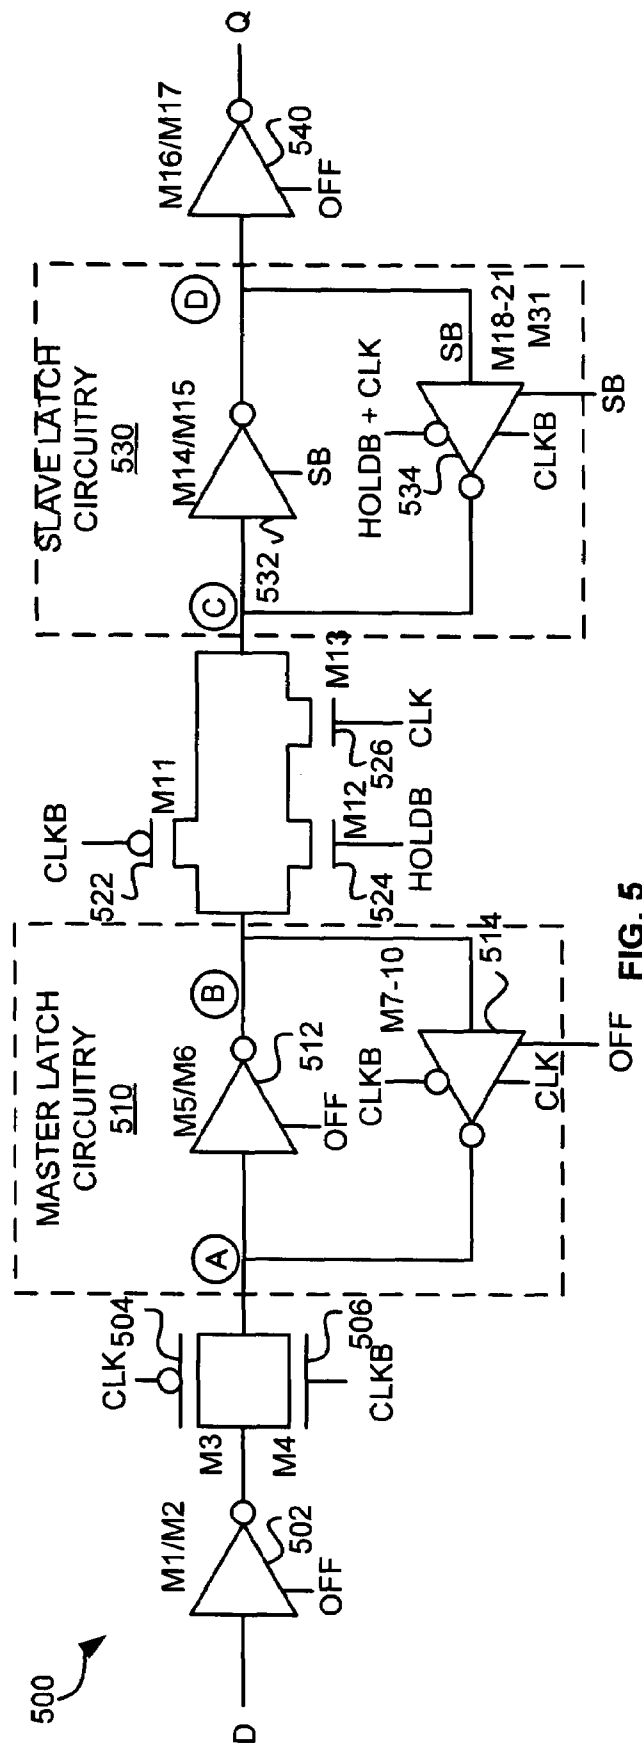 500
D
M1/M2
502
OFF
CLK
504
M3
M4
506
CLKB
MASTER LATCH
CIRCUITRY
510
A
M5/M6
512
OFF
B
M7-10
CLKB
514
CLK
OFF
CLKB
522
M11
M12
524
HOLDB
M13
526
CLK
SLAVE LATCH
CIRCUITRY
530
C
M14/M15
532
SB
D
HOLDB + CLK
534
SB
M18-21
M31
CLKB
SB
M16/M17
540
OFF
Q
FIG. 5